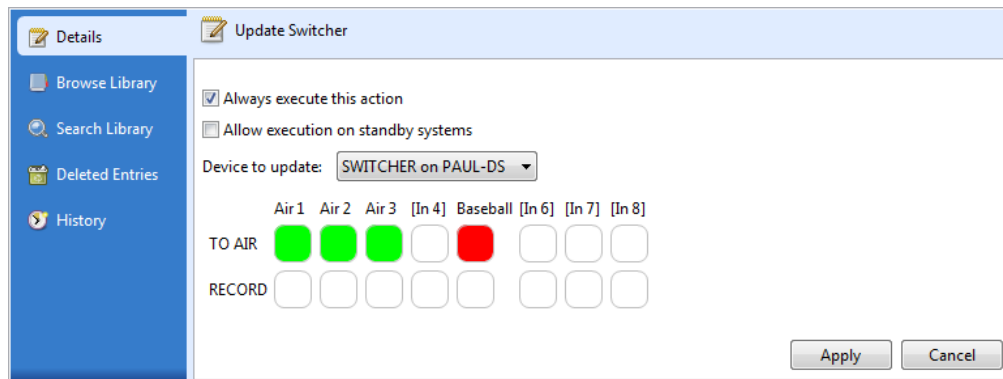 Details
Browse Library
Search Library
Deleted Entries
History
Update Switcher
Always execute this action
Allow execution on standby systems
Device to update: SWITCHER on PAUL-DS
Air 1 Air 2 Air 3 [In 4] Baseball [In 6] [In 7] [In 8]
TO AIR
RECORD
Apply Cancel